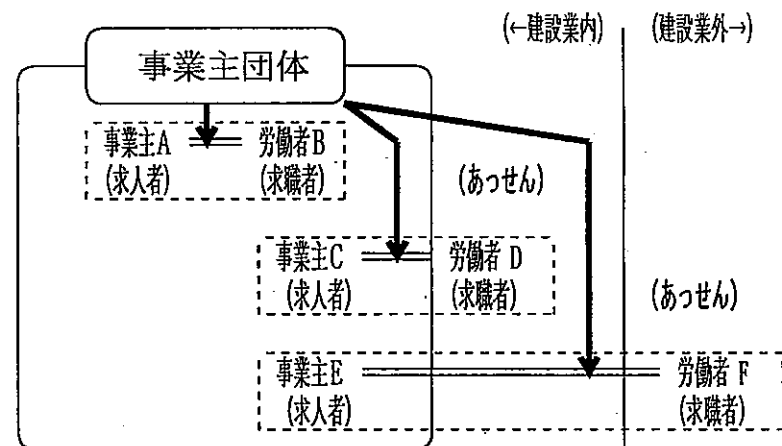 (←建設業内) (建設業外→)
事業主団体
事業主A 労働者B
(求人者) (求職者)
(あっせん)
事業主C 労働者 D
(求人者) (求職者)
(あっせん)
事業主E 労働者 F
(求人者) (求職者)